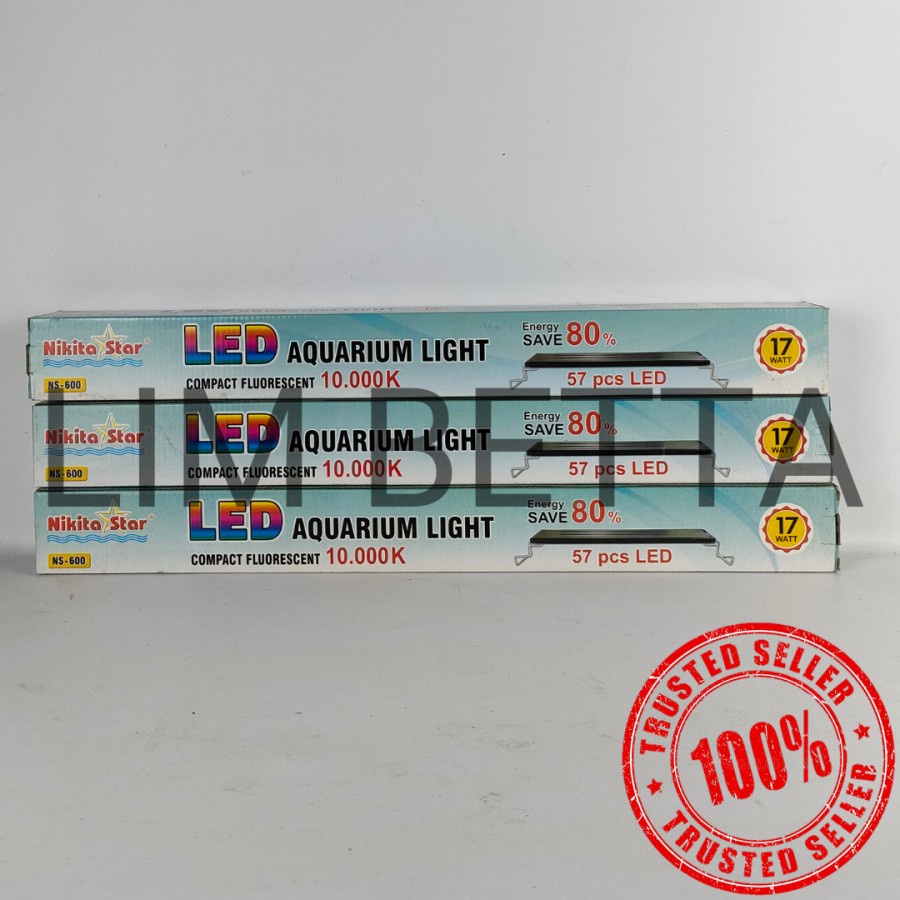 Nikita Star®
NS-600
LED AQUARIUM LIGHT
COMPACT FLUORESCENT 10.000K
Energy
SAVE 80%
57 pcs LED
17
WATT
Nikita Star®
NS-600
LED AQUARIUM LIGHT
COMPACT FLUORESCENT 10.000K
Energy
SAVE 80%
57 pcs LED
17
WATT
Nikita Star®
NS-600
LED AQUARIUM LIGHT
COMPACT FLUORESCENT 10.000K
Energy
SAVE 80%
57 pcs LED
17
WATT
LIM BETTA
TRUSTED SELLER
100%
TRUSTED SELLER